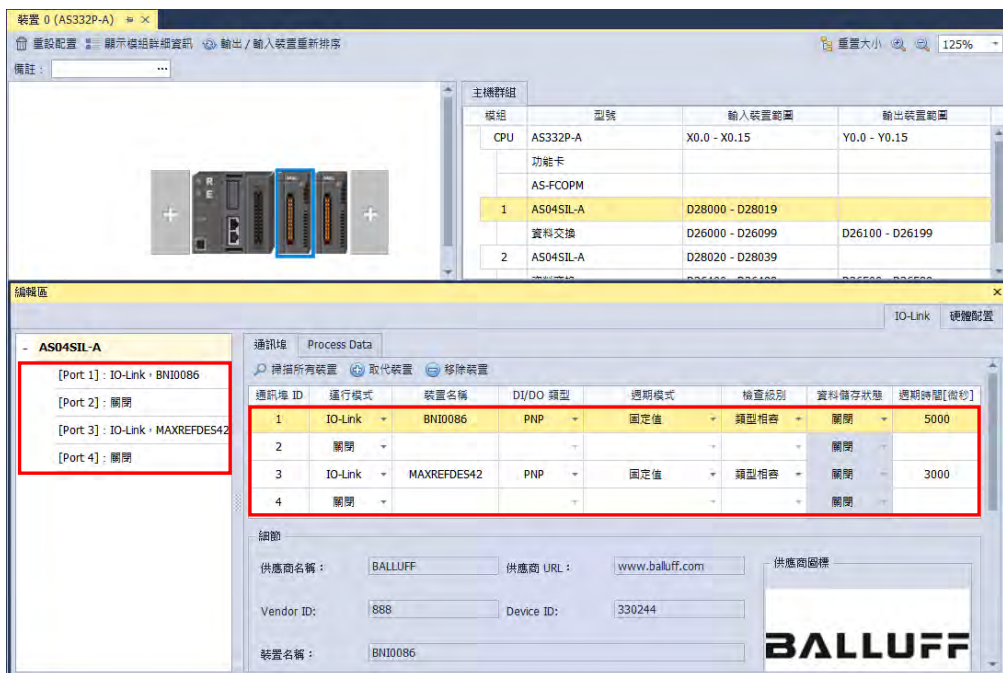 裝置 0 (AS332P-A)
重設配置 顯示模組詳細資訊 輸出/輸入裝置重新排序 重置大小 125%
備註： ...
主機群組
模組 型號 輸入裝置範圍 輸出裝置範圍
CPU AS332P-A X0.0 - X0.15 Y0.0 - Y0.15
功能卡
AS-FCOPM
1 AS04SIL-A D28000 - D28019
資料交換 D26000 - D26099 D26100 - D26199
2 AS04SIL-A D28020 - D28039
編輯區
IO-Link 硬體配置
- AS04SIL-A
[Port 1]：IO-Link，BNI0086
[Port 2]：關閉
[Port 3]：IO-Link，MAXREFDES42
[Port 4]：關閉
通訊埠 Process Data
掃描所有裝置 取代裝置 移除裝置
通訊埠 ID 運行模式 裝置名稱 DI/DO 類型 週期模式 檢查級別 資料儲存狀態 週期時間[微秒]
1 IO-Link BNI0086 PNP 固定值 類型相容 關閉 5000
2 關閉 關閉
3 IO-Link MAXREFDES42 PNP 固定值 類型相容 關閉 3000
4 關閉 關閉
細節
供應商名稱： BALLUFF 供應商 URL： www.balluff.com 供應商圖標
Vendor ID: 888 Device ID: 330244
裝置名稱： BNI0086
BALLUFF